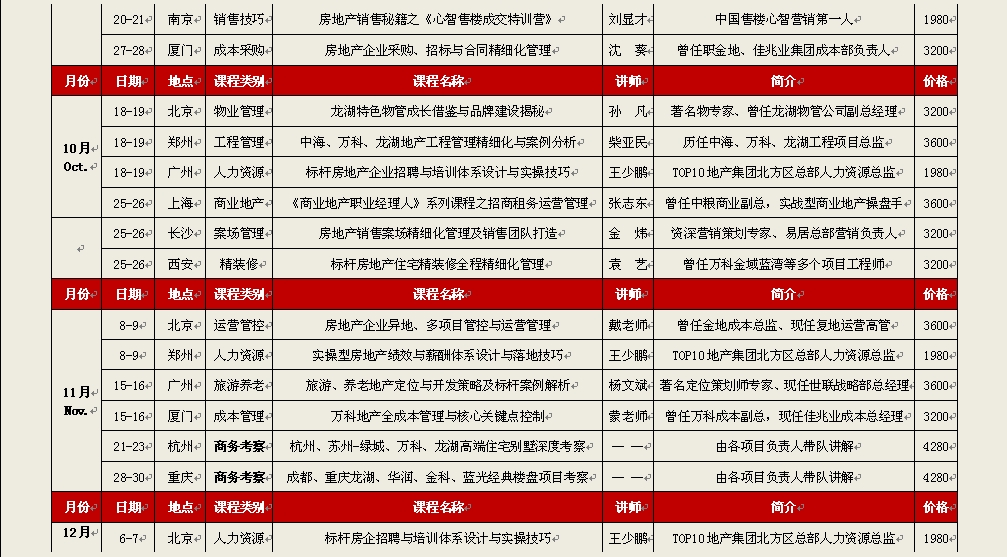 20-21 南京 销售技巧 房地产销售秘籍之《心智售楼成交特训营》 刘显才 中国售楼心智营销第一人 1980
27-28 厦门 成本采购 房地产企业采购、招标与合同精细化管理 沈 葵 曾任职金地、佳兆业集团成本部负责人 3200
月份 日期 地点 课程类别 课程名称 讲师 简介 价格
18-19 北京 物业管理 龙湖特色物管成长借鉴与品牌建设揭秘 孙 凡 著名物专家、曾任龙湖物管公司副总经理 3200
10月 18-19 郑州 工程管理 中海、万科、龙湖地产工程管理精细化与案例分析 柴亚民 历任中海、万科、龙湖工程项目总监 3600
Oct. 18-19 广州 人力资源 标杆房地产企业招聘与培训体系设计与实操技巧 王少鹏 TOP10地产集团北方区总部人力资源总监 1980
25-26 上海 商业地产 《商业地产职业经理人》系列课程之招商租务运营管理 张志东 曾任中粮商业副总，实战型商业地产操盘手 3600
25-26 长沙 案场管理 房地产销售案场精细化管理及销售团队打造 金 炜 资深营销策划专家、易居总部营销负责人 3200
25-26 西安 精装修 标杆房地产住宅精装修全程精细化管理 袁 艺 曾任万科金域蓝湾等多个项目工程师 3200
月份 日期 地点 课程类别 课程名称 讲师 简介 价格
8-9 北京 运营管控 房地产企业异地、多项目管控与运营管理 戴老师 曾任金地成本总监、现任复地运营高管 3600
8-9 郑州 人力资源 实操型房地产绩效与薪酬体系设计与落地技巧 王少鹏 TOP10地产集团北方区总部人力资源总监 1980
11月 15-16 广州 旅游养老 旅游、养老地产定位与开发策略及标杆案例解析 杨文斌 著名定位策划师专家、现任世联战略部总经理 3600
Nov. 15-16 厦门 成本管理 万科地产全成本管理与核心关键点控制 蒙老师 曾任万科成本副总，现任佳兆业成本总经理 3200
21-23 杭州 商务考察 杭州、苏州-绿城、万科、龙湖高端住宅别墅深度考察 — — 由各项目负责人带队讲解 4280
28-30 重庆 商务考察 成都、重庆龙湖、华润、金科、蓝光经典楼盘项目考察 — — 由各项目负责人带队讲解 4280
月份 日期 地点 课程类别 课程名称 讲师 简介 价格
12月 6-7 北京 人力资源 标杆房企招聘与培训体系设计与实操技巧 王少鹏 TOP10地产集团北方区总部人力资源总监 1980